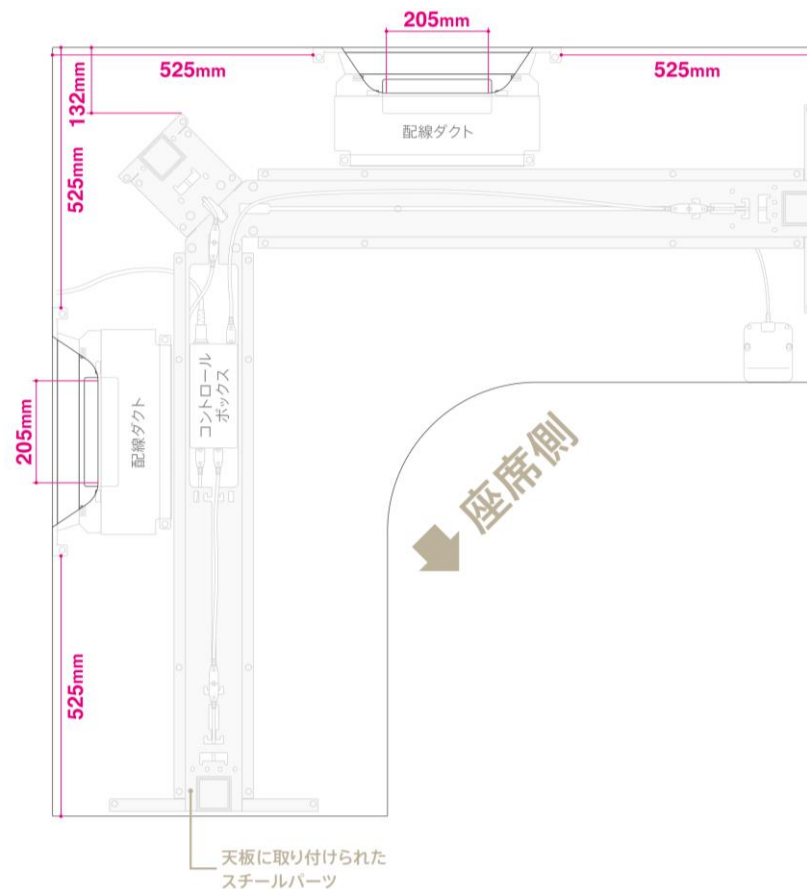 205mm
525mm
525mm
132mm
配線ダクト
525mm
コントロール
ボックス
205mm
配線ダクト
座席側
525mm
天板に取り付けられた
スチールパーツ